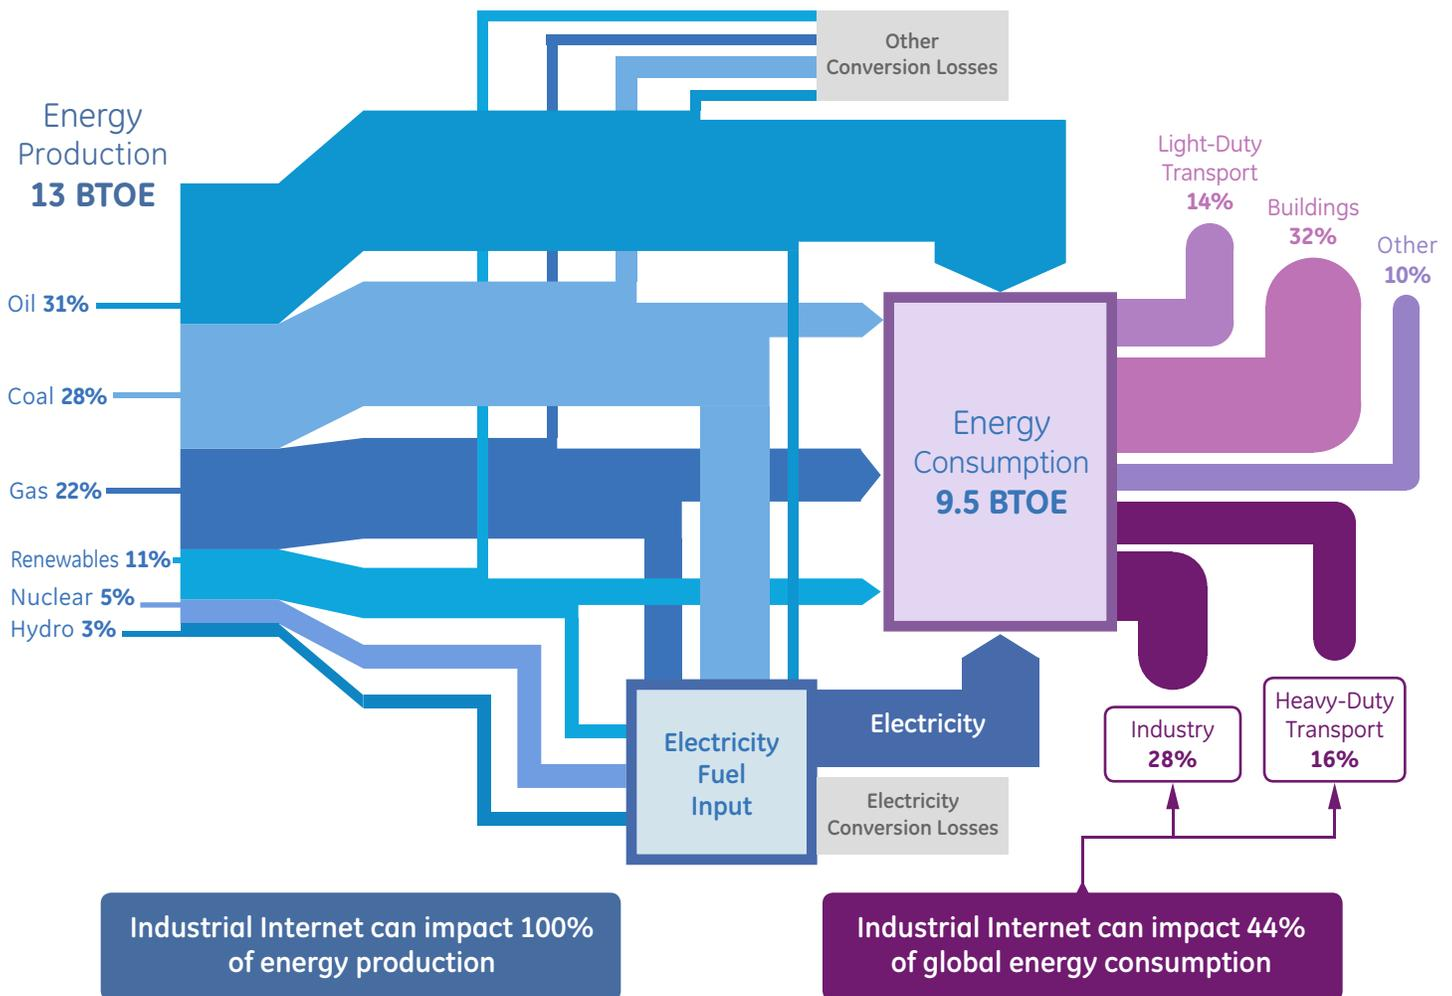 Other
Conversion Losses
Energy
Production
13 BTOE
Light-Duty
Transport
14%
Buildings
32%
Other
10%
Oil 31%
Coal 28%
Gas 22%
Renewables 11%
Nuclear 5%
Hydro 3%
Energy
Consumption
9.5 BTOE
Electricity
Fuel
Input
Electricity
Electricity
Conversion Losses
Industry
28%
Heavy-Duty
Transport
16%
Industrial Internet can impact 100%
of energy production
Industrial Internet can impact 44%
of global energy consumption